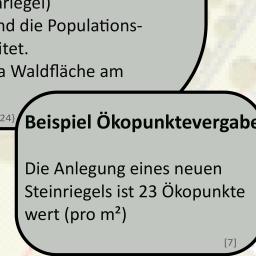 nd die Populations-
itet.
a Waldfläche am
24}
Beispiel Ökopunktevergabe
Die Anlegung eines neuen
Steinriegels ist 23 Ökopunkte
wert (pro m²)
[7]